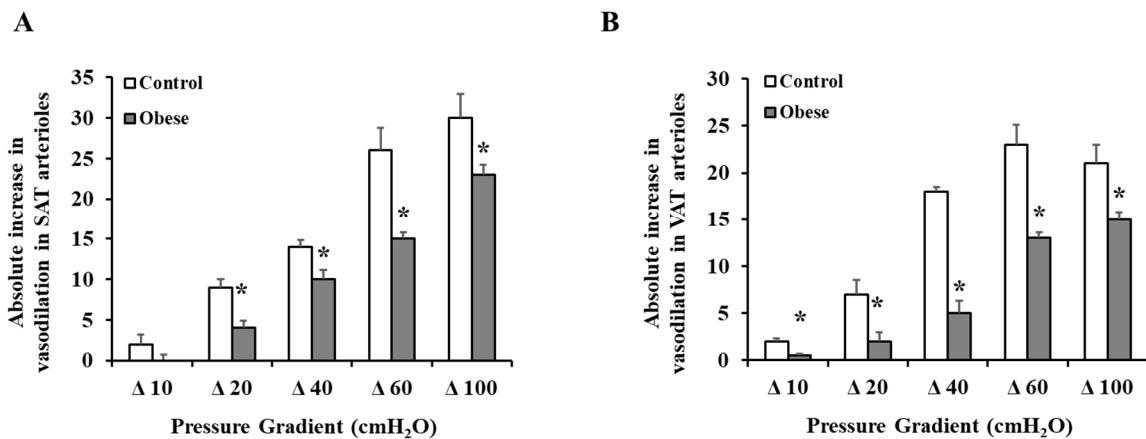 A
Absolute increase in
vasodilation in SAT arterioles
35
30
25
20
15
10
5
0
Control
Obese
*
*
*
*
Δ 10 Δ 20 Δ 40 Δ 60 Δ 100
Pressure Gradient (cmH₂O)
B
Absolute increase in
vasodilation in VAT arterioles
30
25
20
15
10
5
0
Control
Obese
*
*
*
*
*
Δ 10 Δ 20 Δ 40 Δ 60 Δ 100
Pressure Gradient (cmH₂O)